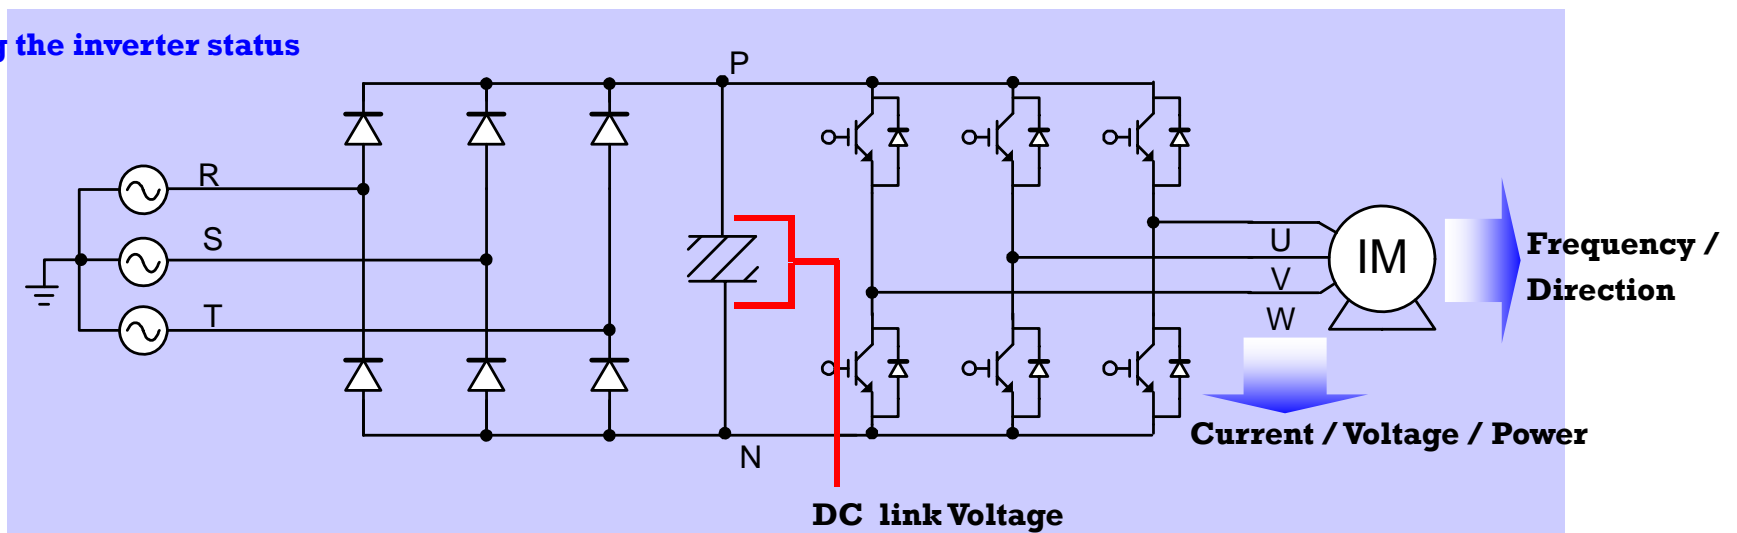 the inverter status
P
R
S
T
U
V
W
IM
Frequency /
Direction
Current / Voltage / Power
N
DC link Voltage